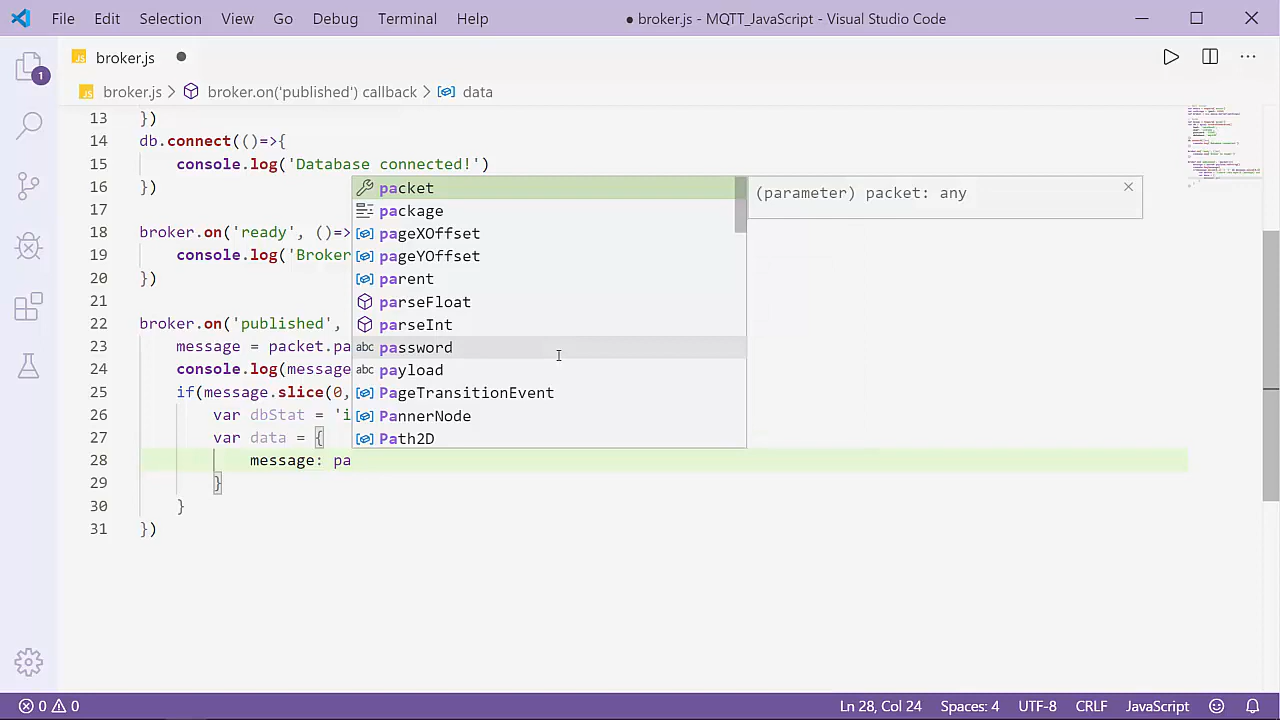 File Edit Selection View Go Debug Terminal Help ● broker.js - MQTT_JavaScript - Visual Studio Code
JS broker.js ●
1
JS broker.js > broker.on('published') callback > data
13 })
14 db.connect(()=>{
15 console.log('Database connected!')
16 })
17
18 broker.on('ready', ()=>
19 console.log('Broker
20 })
21
22 broker.on('published',
23 message = packet.pa
24 console.log(message
25 if(message.slice(0,
26 var dbStat = 'i
27 var data = {
28 message: pa
29 }
30 }
31 })
packet
package
pageXOffset
pageYOffset
parent
parseFloat
parseInt
abc password
abc payload
PageTransitionEvent
PannerNode
Path2D
(parameter) packet: any
0 0 Ln 28, Col 24 Spaces: 4 UTF-8 CRLF JavaScript